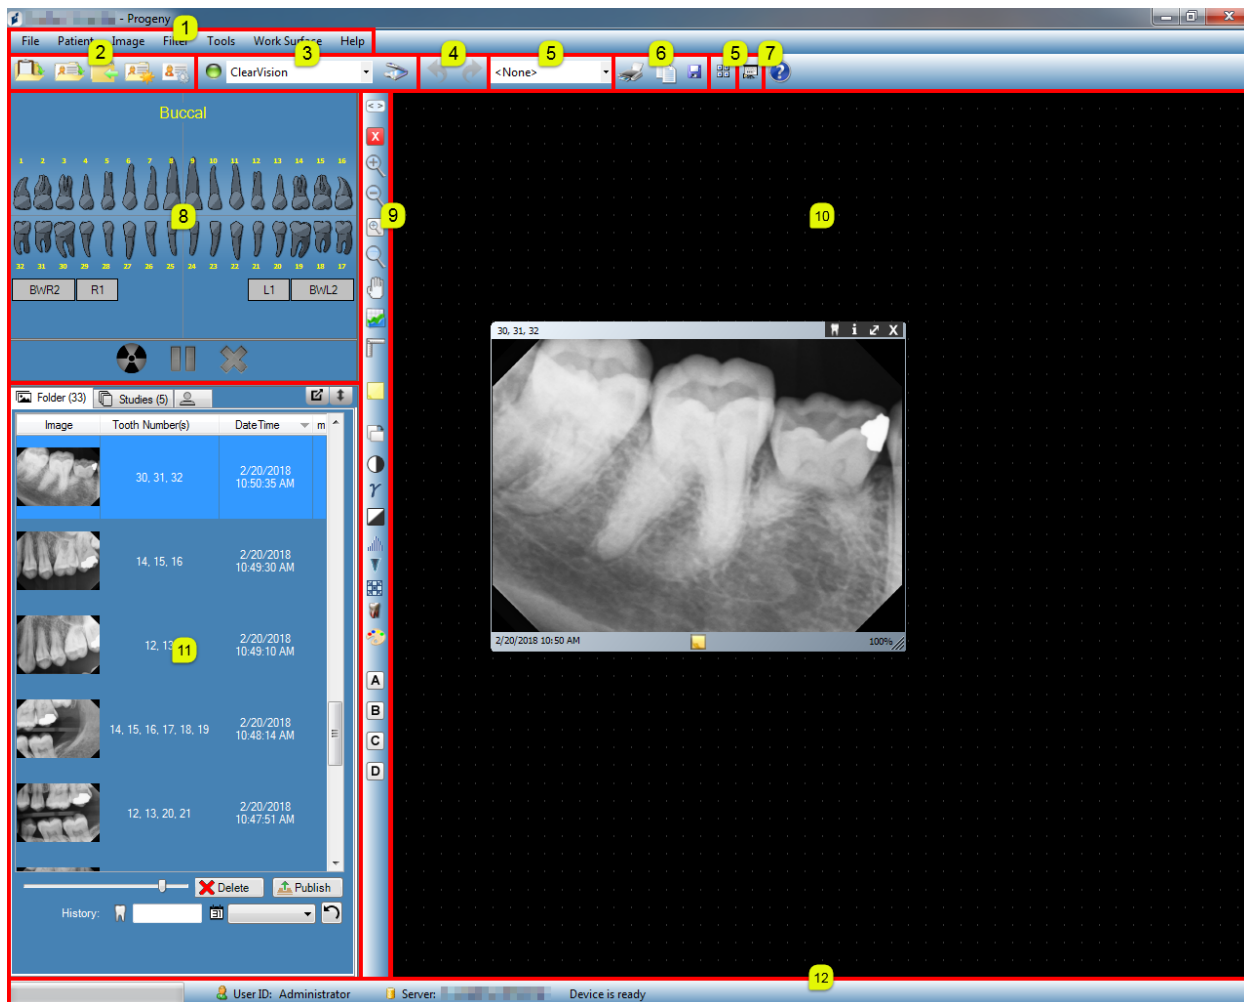 - Progeny
1
File Patient Image Filter Tools Work Surface Help
2 3 4 5 6 5 7
ClearVision <None> ?
Buccal
1 2 3 4 5 6 7 8 9 10 11 12 13 14 15 16
8
32 31 30 29 28 27 26 25 24 23 22 21 20 19 18 17
BWR2 R1 L1 BWL2
< >
X
9
10
30, 31, 32 i X
2/20/2018 10:50 AM 100%
γ
A
B
C
D
Folder (33) Studies (5)
Image Tooth Number(s) DateTime m
30, 31, 32 2/20/2018
10:50:35 AM
14, 15, 16 2/20/2018
10:49:30 AM
12, 13 2/20/2018
10:49:10 AM
11
14, 15, 16, 17, 18, 19 2/20/2018
10:48:14 AM
12, 13, 20, 21 2/20/2018
10:47:51 AM
Delete Publish
History: 31
12
User ID: Administrator Server: Device is ready